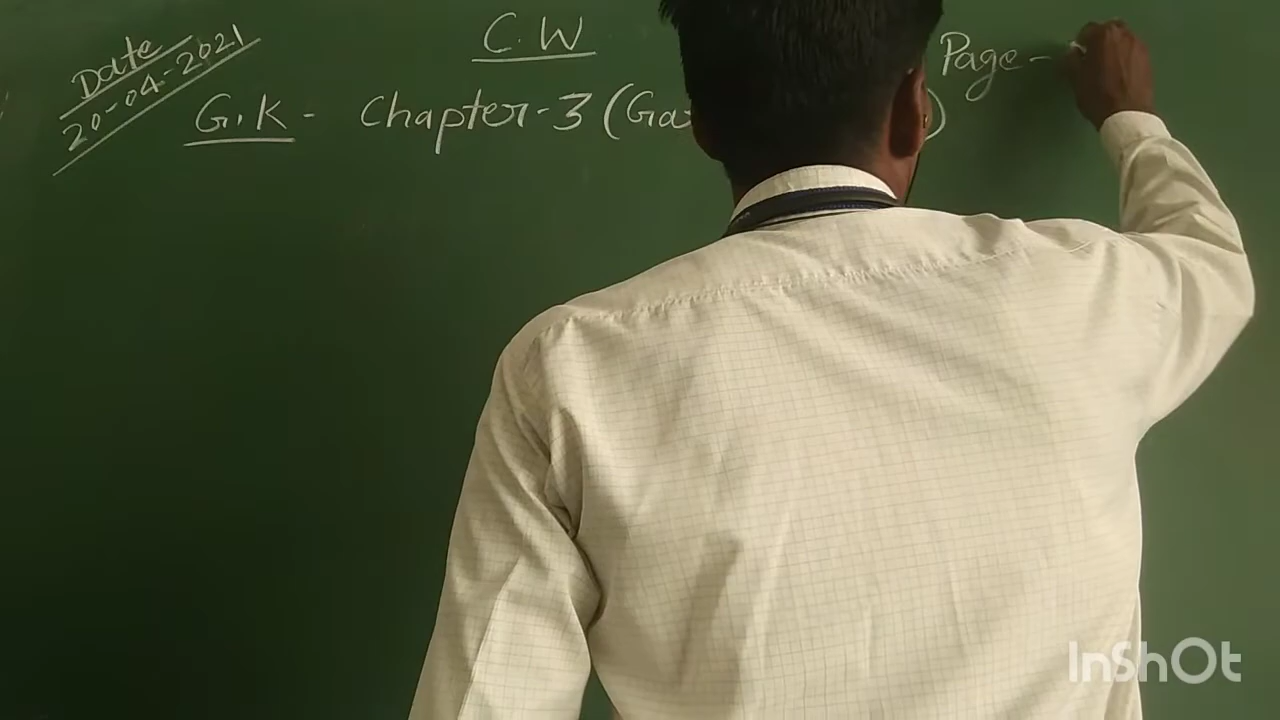 C.W
Date
20-04-2021
Page-
G.K - Chapter-3 (Ga )
InShOt